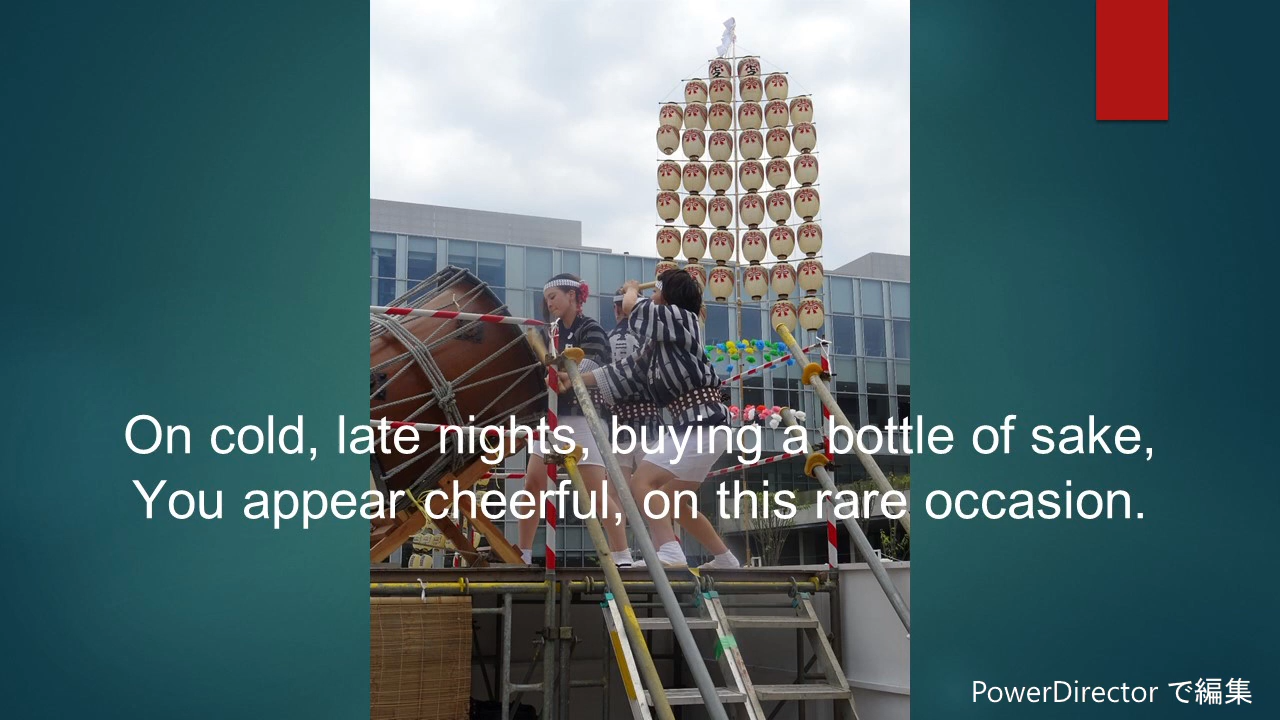 On cold, late nights, buying a bottle of sake,
You appear cheerful, on this rare occasion.
PowerDirector で編集